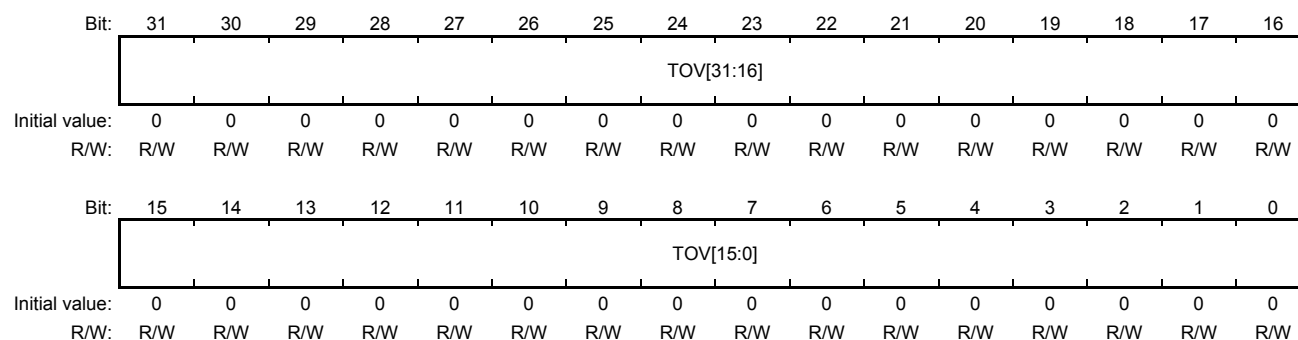 Bit: 31 30 29 28 27 26 25 24 23 22 21 20 19 18 17 16
TOV[31:16]
Initial value: 0 0 0 0 0 0 0 0 0 0 0 0 0 0 0 0
R/W: R/W R/W R/W R/W R/W R/W R/W R/W R/W R/W R/W R/W R/W R/W R/W R/W
Bit: 15 14 13 12 11 10 9 8 7 6 5 4 3 2 1 0
TOV[15:0]
Initial value: 0 0 0 0 0 0 0 0 0 0 0 0 0 0 0 0
R/W: R/W R/W R/W R/W R/W R/W R/W R/W R/W R/W R/W R/W R/W R/W R/W R/W